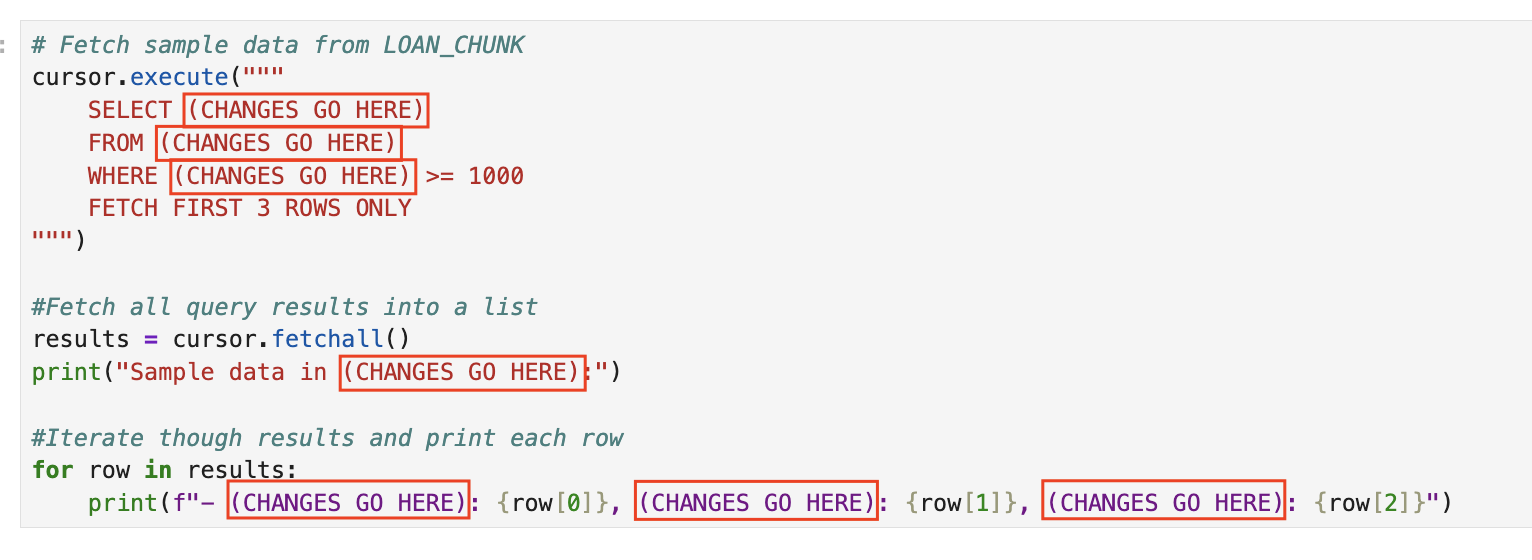 # Fetch sample data from LOAN_CHUNK
cursor.execute("""
    SELECT (CHANGES GO HERE)
    FROM (CHANGES GO HERE)
    WHERE (CHANGES GO HERE) >= 1000
    FETCH FIRST 3 ROWS ONLY
""")

#Fetch all query results into a list
results = cursor.fetchall()
print("Sample data in (CHANGES GO HERE):")

#Iterate though results and print each row
for row in results:
    print(f"- (CHANGES GO HERE): {row[0]}, (CHANGES GO HERE): {row[1]}, (CHANGES GO HERE): {row[2]}")